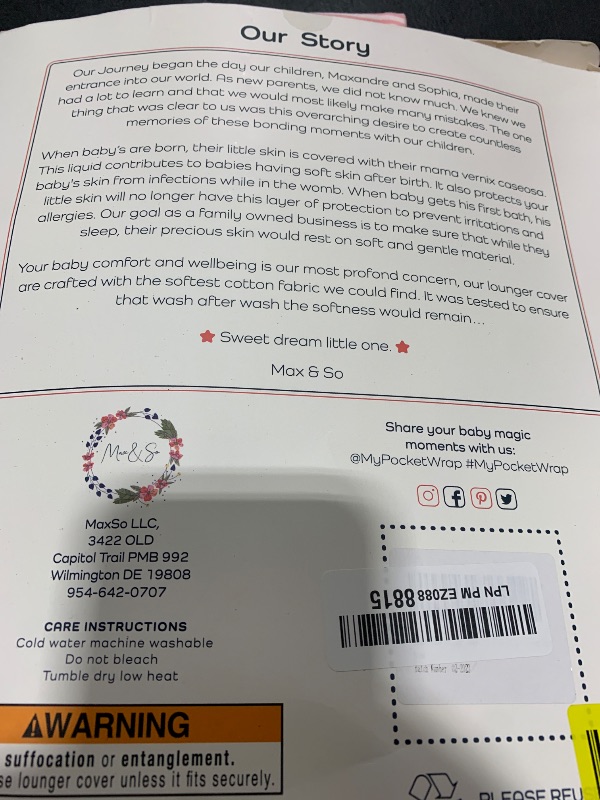 Our Story
Our Journey began the day our children, Maxandre and Sophia, made their
entrance into our world. As new parents, we did not know much. We knew we
had a lot to learn and that we would most likely make many mistakes. The one
thing that was clear to us was this overarching desire to create countless
memories of these bonding moments with our children.
When baby's are born, their little skin is covered with their mama vernix caseosa.
This liquid contributes to babies having soft skin after birth. It also protects your
baby's skin from infections while in the womb. When baby gets his first bath, his
little skin will no longer have this layer of protection to prevent irritations and
allergies. Our goal as a family owned business is to make sure that while they
sleep, their precious skin would rest on soft and gentle material.
Your baby comfort and wellbeing is our most profond concern, our lounger cover
are crafted with the softest cotton fabric we could find. It was tested to ensure
that wash after wash the softness would remain...
Sweet dream little one.
Max & So
Max & So
MaxSo LLC,
3422 OLD
Capitol Trail PMB 992
Wilmington DE 19808
954-642-0707
CARE INSTRUCTIONS
Cold water machine washable
Do not bleach
Tumble dry low heat
WARNING
suffocation or entanglement.
se lounger cover unless it fits securely.
Share your baby magic
moments with us:
@MyPocketWrap #MyPocketWrap
LPN PM EZ088 8815
PLEASE REUS